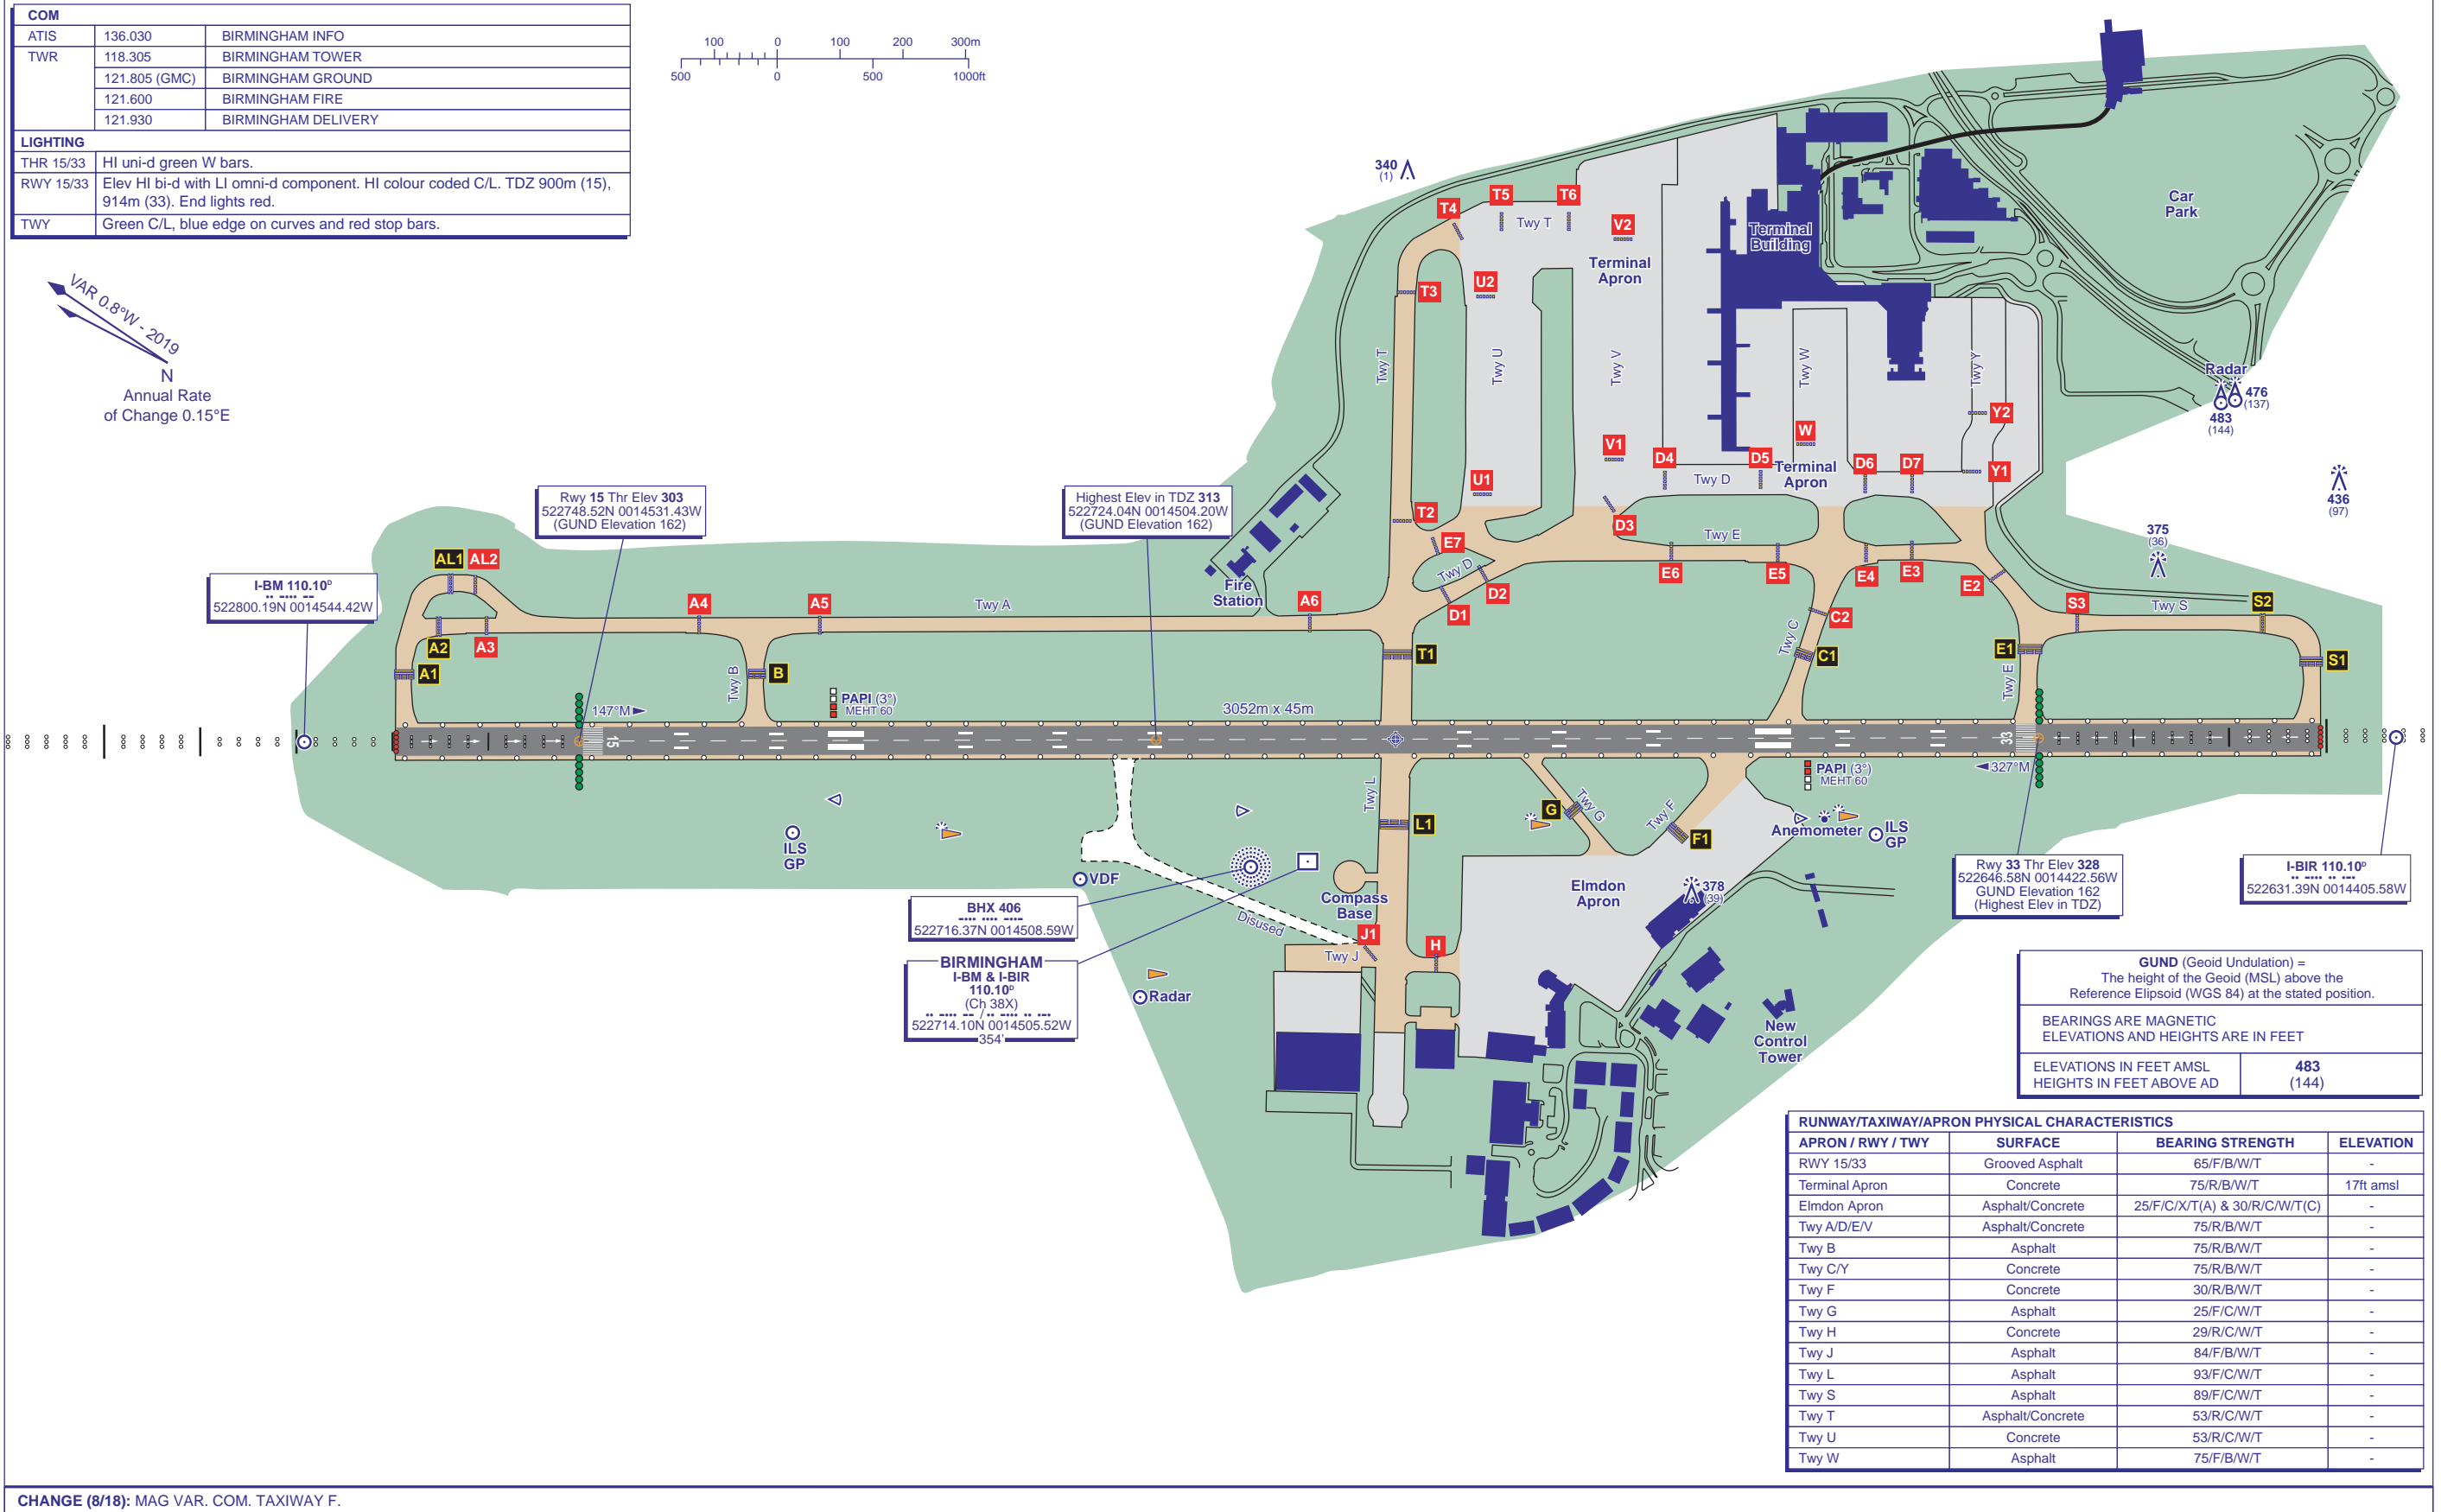 COM
ATIS 136.030 BIRMINGHAM INFO
TWR 118.305 BIRMINGHAM TOWER
121.805 (GMC) BIRMINGHAM GROUND
121.600 BIRMINGHAM FIRE
121.930 BIRMINGHAM DELIVERY
LIGHTING
THR 15/33 HI uni-d green W bars.
RWY 15/33 Elev HI bi-d with LI omni-d component. HI colour coded C/L. TDZ 900m (15),
914m (33). End lights red.
TWY Green C/L, blue edge on curves and red stop bars.
100 0 100 200 300m
500 0 500 1000ft
VAR 0.8°W - 2019
N
Annual Rate
of Change 0.15°E
340
(1)
T4
T5
T6
Twy T
V2
Terminal
Apron
U2
T3
Terminal
Building
Car
Park
Twy T
Twy U
Twy V
Twy W
Twy Y
Radar
476
(137)
483
(144)
Y2
W
V1
D4
D5
Terminal
Apron
D6
D7
Y1
U1
Twy D
436
(97)
375
(36)
T2
D3
E7
Twy E
Twy D
D2
D1
E6
E5
E4
E3
E2
S3
Twy S
S2
Rwy 15 Thr Elev 303
522748.52N 0014531.43W
(GUND Elevation 162)
Highest Elev in TDZ 313
522724.04N 0014504.20W
(GUND Elevation 162)
I-BM 110.10ᴰ
522800.19N 0014544.42W
AL1
AL2
A2
A3
A1
A4
A5
Twy A
Fire
Station
A6
T1
C2
Twy C
C1
E1
Twy E
S1
Twy B
B
147°M
PAPI (3°)
MEHT 60
3052m x 45m
15
33
327°M
PAPI (3°)
MEHT 60
Twy L
L1
G
Twy G
Twy F
F1
Anemometer
ILS
GP
ILS
GP
VDF
Disused
Compass
Base
Elmdon
Apron
378
(39)
BHX 406
522716.37N 0014508.59W
BIRMINGHAM
I-BM & I-BIR
110.10ᴰ
(Ch 38X)
522714.10N 0014505.52W
354'
J1
Twy J
H
Radar
New
Control
Tower
Rwy 33 Thr Elev 328
522646.58N 0014422.56W
GUND Elevation 162
(Highest Elev in TDZ)
I-BIR 110.10ᴰ
522631.39N 0014405.58W
GUND (Geoid Undulation) =
The height of the Geoid (MSL) above the
Reference Elipsoid (WGS 84) at the stated position.
BEARINGS ARE MAGNETIC
ELEVATIONS AND HEIGHTS ARE IN FEET
ELEVATIONS IN FEET AMSL 483
HEIGHTS IN FEET ABOVE AD (144)
RUNWAY/TAXIWAY/APRON PHYSICAL CHARACTERISTICS
APRON / RWY / TWY SURFACE BEARING STRENGTH ELEVATION
RWY 15/33 Grooved Asphalt 65/F/B/W/T -
Terminal Apron Concrete 75/R/B/W/T 17ft amsl
Elmdon Apron Asphalt/Concrete 25/F/C/X/T(A) & 30/R/C/W/T(C) -
Twy A/D/E/V Asphalt/Concrete 75/R/B/W/T -
Twy B Asphalt 75/R/B/W/T -
Twy C/Y Concrete 75/R/B/W/T -
Twy F Concrete 30/R/B/W/T -
Twy G Asphalt 25/F/C/W/T -
Twy H Concrete 29/R/C/W/T -
Twy J Asphalt 84/F/B/W/T -
Twy L Asphalt 93/F/C/W/T -
Twy S Asphalt 89/F/C/W/T -
Twy T Asphalt/Concrete 53/R/C/W/T -
Twy U Concrete 53/R/C/W/T -
Twy W Asphalt 75/F/B/W/T -
CHANGE (8/18): MAG VAR. COM. TAXIWAY F.